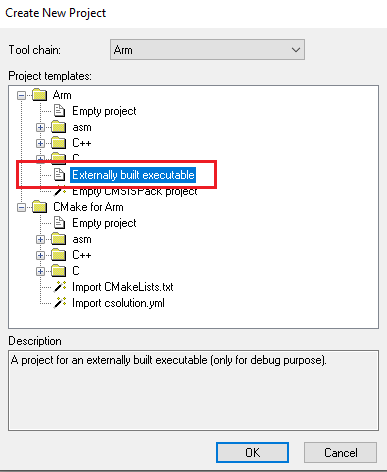 Create New Project
Tool chain: Arm
Project templates:
Arm
Empty project
asm
C++
C
Externally built executable
Empty CMSISPack project
CMake for Arm
Empty project
asm
C++
C
Import CMakeLists.txt
Import csolution.yml
Description
A project for an externally built executable (only for debug purpose).
OK Cancel